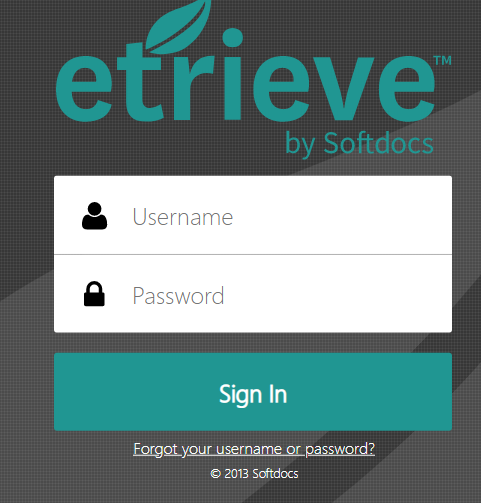 etrieve™
by Softdocs
Username
Password
Sign In
Forgot your username or password?
© 2013 Softdocs